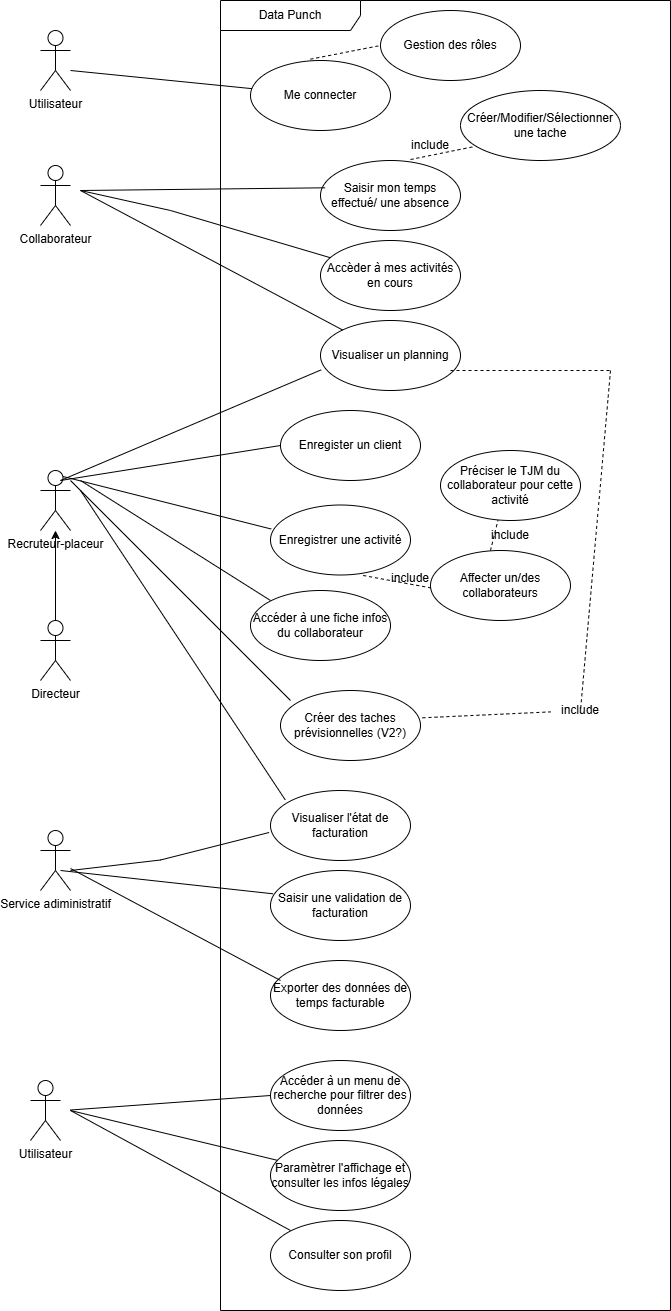 Data Punch
Gestion des rôles
Utilisateur
Me connecter
Créer/Modifier/Sélectionner
une tache
include
Saisir mon temps
effectué/ une absence
Collaborateur
Accèder à mes activités
en cours
Visualiser un planning
Enregister un client
Préciser le TJM du
collaborateur pour cette
activité
Recruteur-placeur
Enregistrer une activité
include
include
Affecter un/des
collaborateurs
Accéder à une fiche infos
du collaborateur
Directeur
Créer des taches
prévisionnelles (V2?)
include
Visualiser l'état de
facturation
Service adiministratif
Saisir une validation de
facturation
Exporter des données de
temps facturable
Accéder à un menu de
recherche pour filtrer des
données
Utilisateur
Paramètrer l'affichage et
consulter les infos légales
Consulter son profil